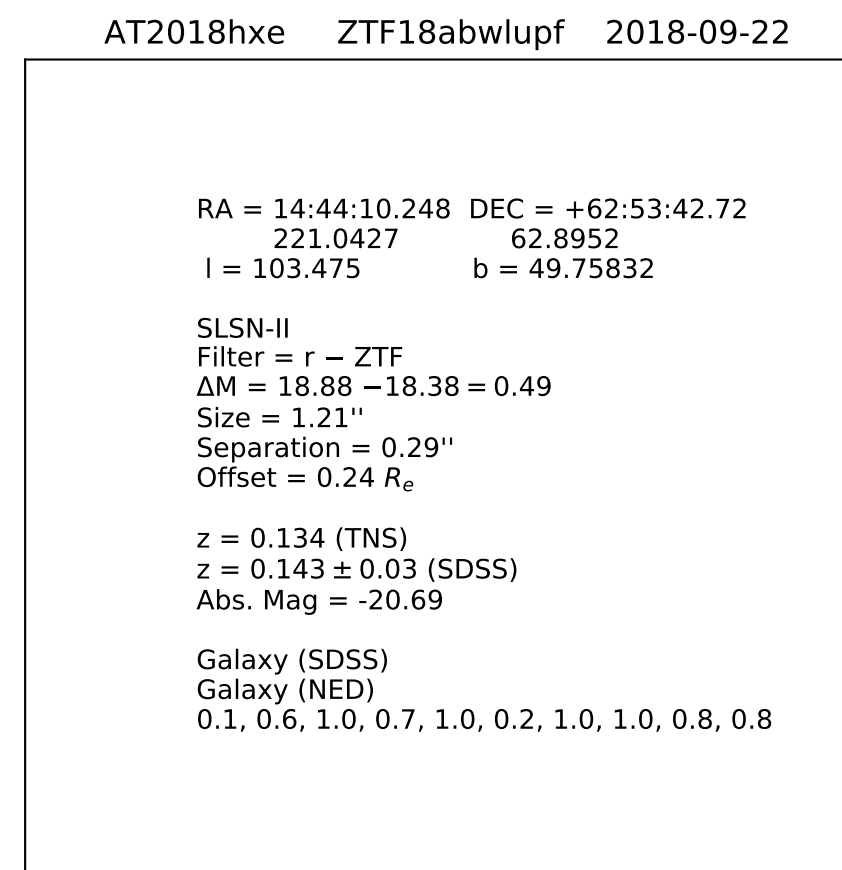 AT2018hxe ZTF18abwlupf 2018-09-22
RA = 14:44:10.248 DEC = +62:53:42.72
221.0427 62.8952
l = 103.475 b = 49.75832
SLSN-II
Filter = r − ZTF
ΔM = 18.88 −18.38 = 0.49
Size = 1.21''
Separation = 0.29''
Offset = 0.24 Re
z = 0.134 (TNS)
z = 0.143 ± 0.03 (SDSS)
Abs. Mag = -20.69
Galaxy (SDSS)
Galaxy (NED)
0.1, 0.6, 1.0, 0.7, 1.0, 0.2, 1.0, 1.0, 0.8, 0.8